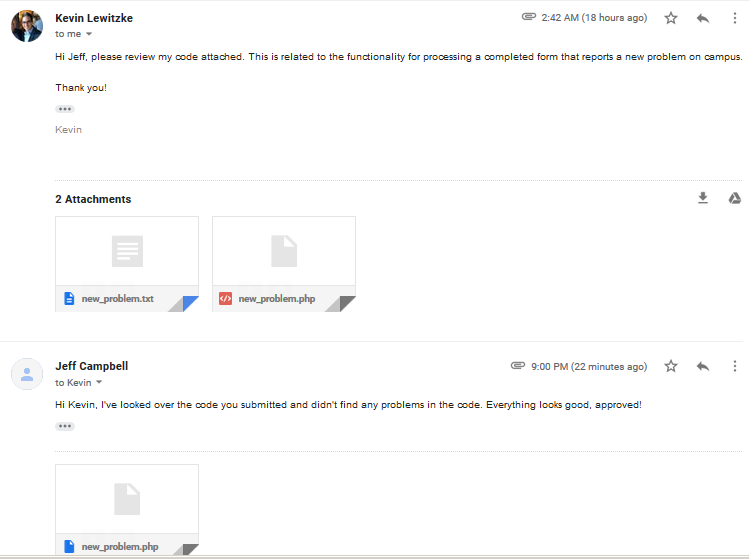 Kevin Lewitzke 2:42 AM (18 hours ago)
to me
Hi Jeff, please review my code attached. This is related to the functionality for processing a completed form that reports a new problem on campus.
Thank you!
Kevin
2 Attachments
new_problem.txt new_problem.php
Jeff Campbell 9:00 PM (22 minutes ago)
to Kevin
Hi Kevin, I've looked over the code you submitted and didn't find any problems in the code. Everything looks good, approved!
new_problem.php